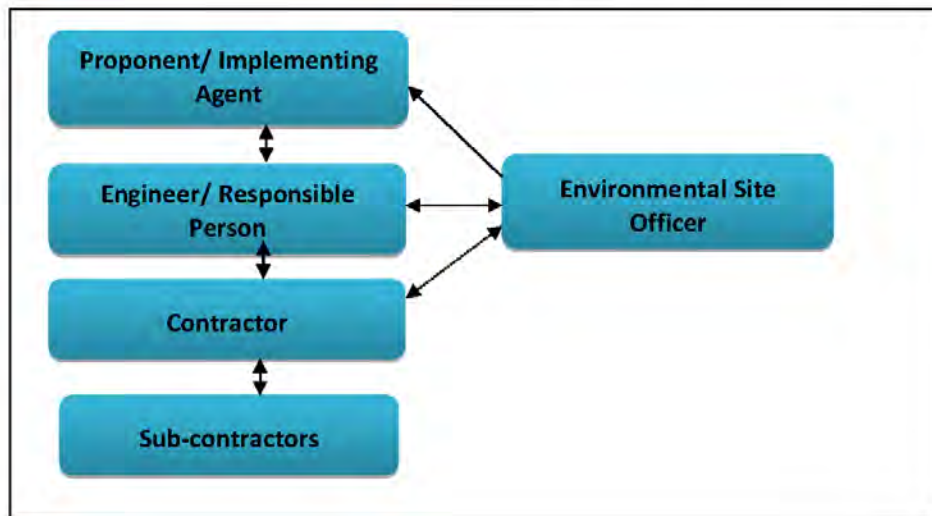 Proponent/ Implementing
Agent
Engineer/ Responsible
Person
Environmental Site
Officer
Contractor
Sub-contractors